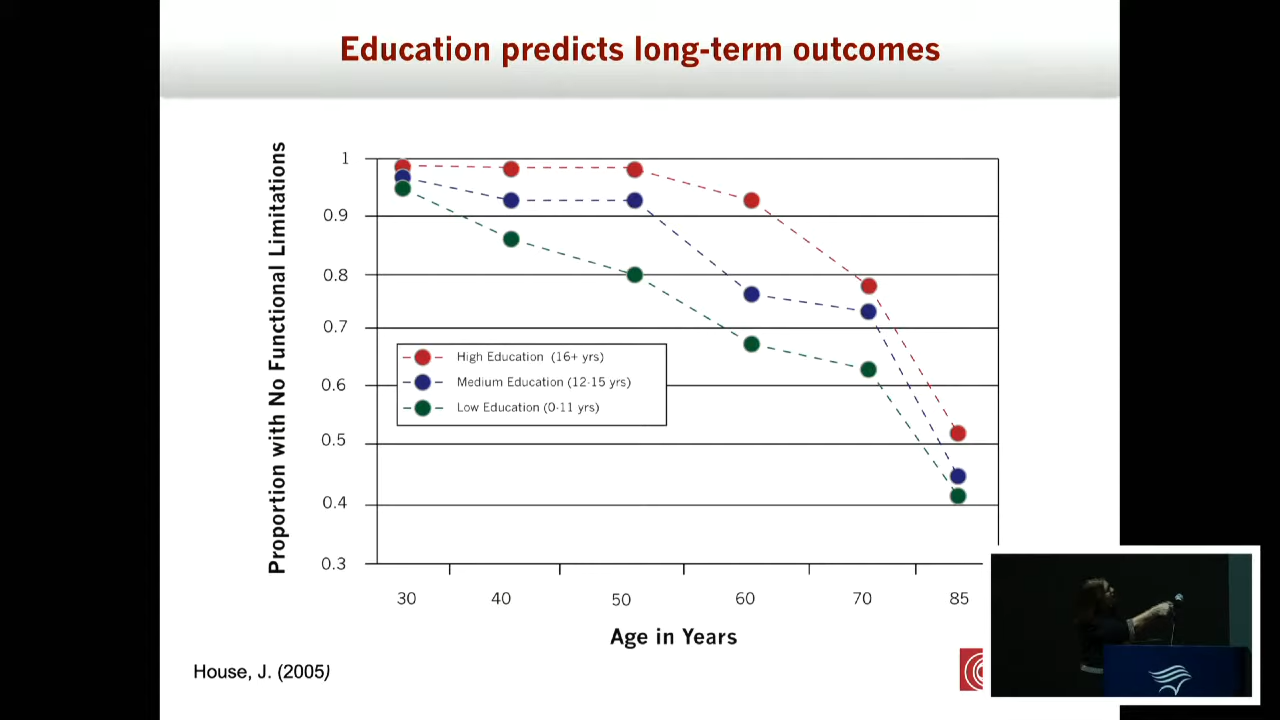 Education predicts long-term outcomes
Proportion with No Functional Limitations
1
0.9
0.8
0.7
0.6
0.5
0.4
0.3
High Education (16+ yrs)
Medium Education (12-15 yrs)
Low Education (0-11 yrs)
30 40 50 60 70 85
Age in Years
House, J. (2005)